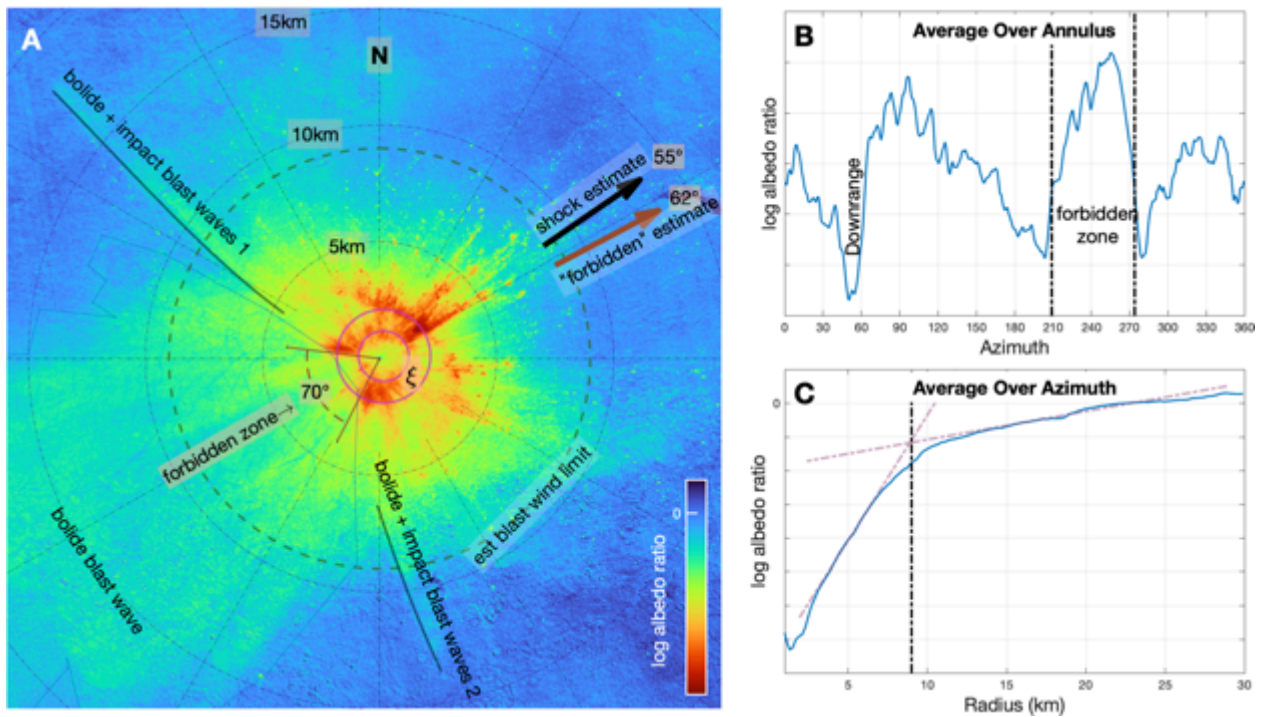 A
15km
N
bolide + impact blast waves 1
10km
55°
shock estimate
62°
"forbidden" estimate
5km
ξ
70°
forbidden zone→
bolide + impact blast waves 2
est blast wind limit
bolide blast wave
0
log albedo ratio
B
Average Over Annulus
log albedo ratio
Downrange
forbidden
zone
0 30 60 90 120 150 180 210 240 270 300 330 360
Azimuth
C
Average Over Azimuth
0
log albedo ratio
5 10 15 20 25 30
Radius (km)